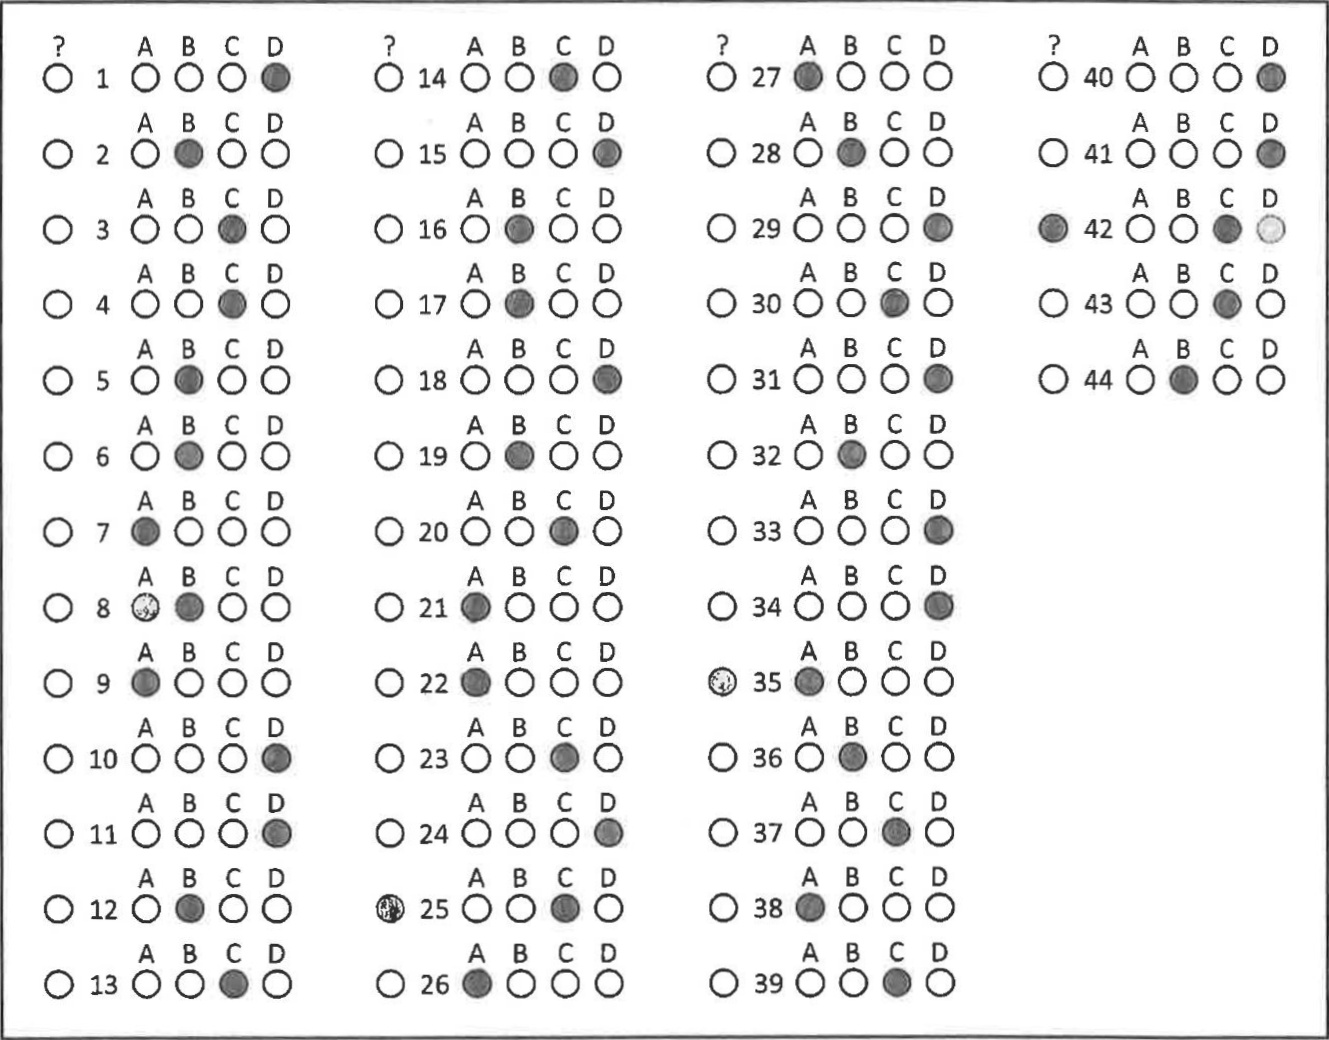 ? A B C D
1
A B C D
2
A B C D
3
A B C D
4
A B C D
5
A B C D
6
A B C D
7
A B C D
8
A B C D
9
A B C D
10
A B C D
11
A B C D
12
A B C D
13
? A B C D
14
A B C D
15
A B C D
16
A B C D
17
A B C D
18
A B C D
19
A B C D
20
A B C D
21
A B C D
22
A B C D
23
A B C D
24
A B C D
25
A B C D
26
? A B C D
27
A B C D
28
A B C D
29
A B C D
30
A B C D
31
A B C D
32
A B C D
33
A B C D
34
A B C D
35
A B C D
36
A B C D
37
A B C D
38
A B C D
39
? A B C D
40
A B C D
41
A B C D
42
A B C D
43
A B C D
44